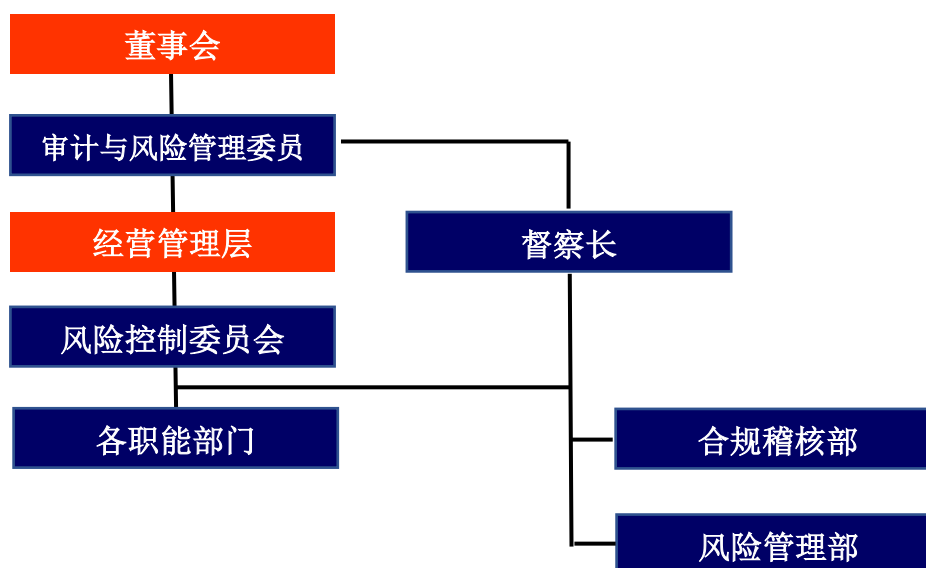 董事会
审计与风险管理委员
经营管理层
督察长
风险控制委员会
各职能部门
合规稽核部
风险管理部